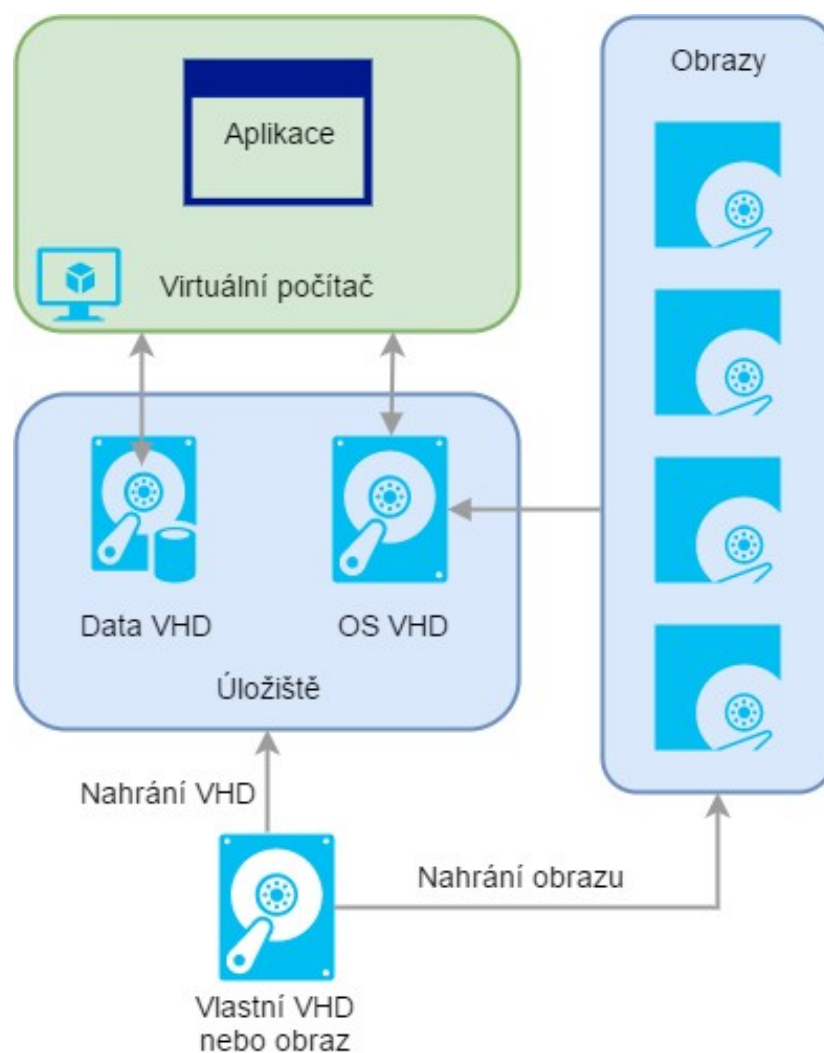 Aplikace
Virtuální počítač
Obrazy
Data VHD
OS VHD
Úložiště
Nahrání VHD
Nahrání obrazu
Vlastní VHD
nebo obraz